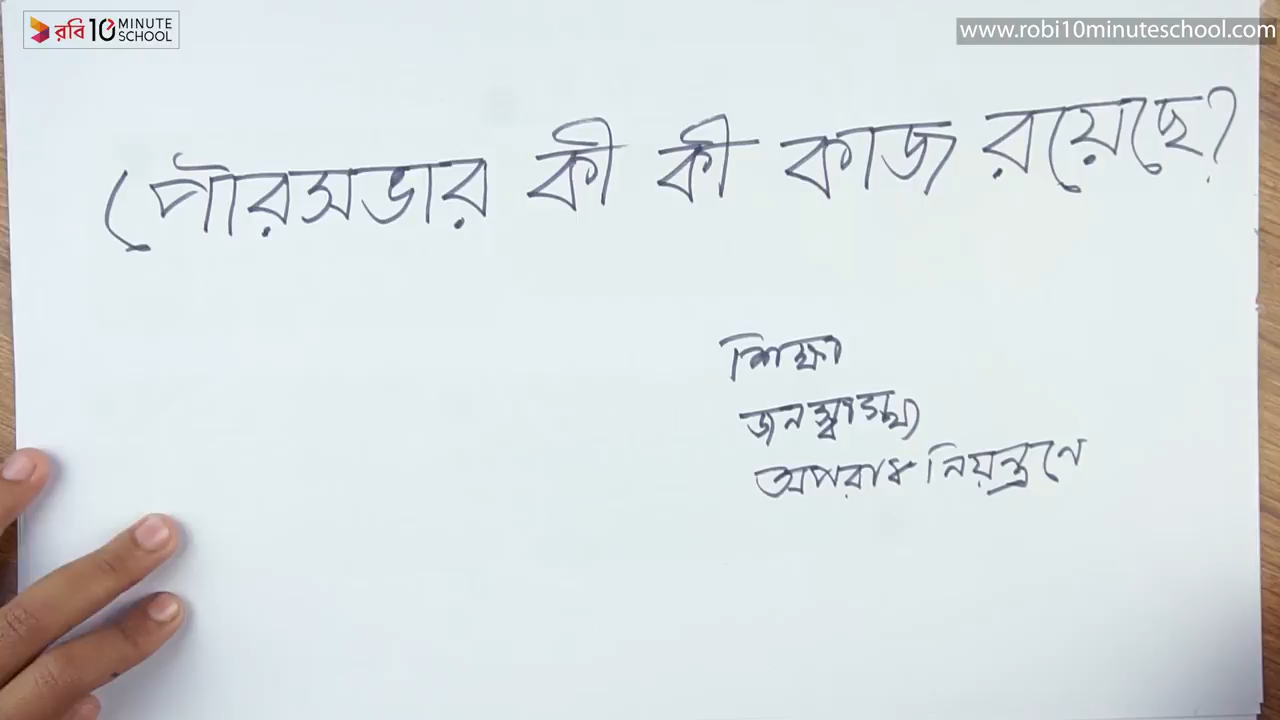 রবি 10 MINUTE SCHOOL
www.robi10minuteschool.com
পৌরসভার কী কী কাজ রয়েছে?
শিক্ষা
জনস্বাস্থ্য
অপরাধ নিয়ন্ত্রণে